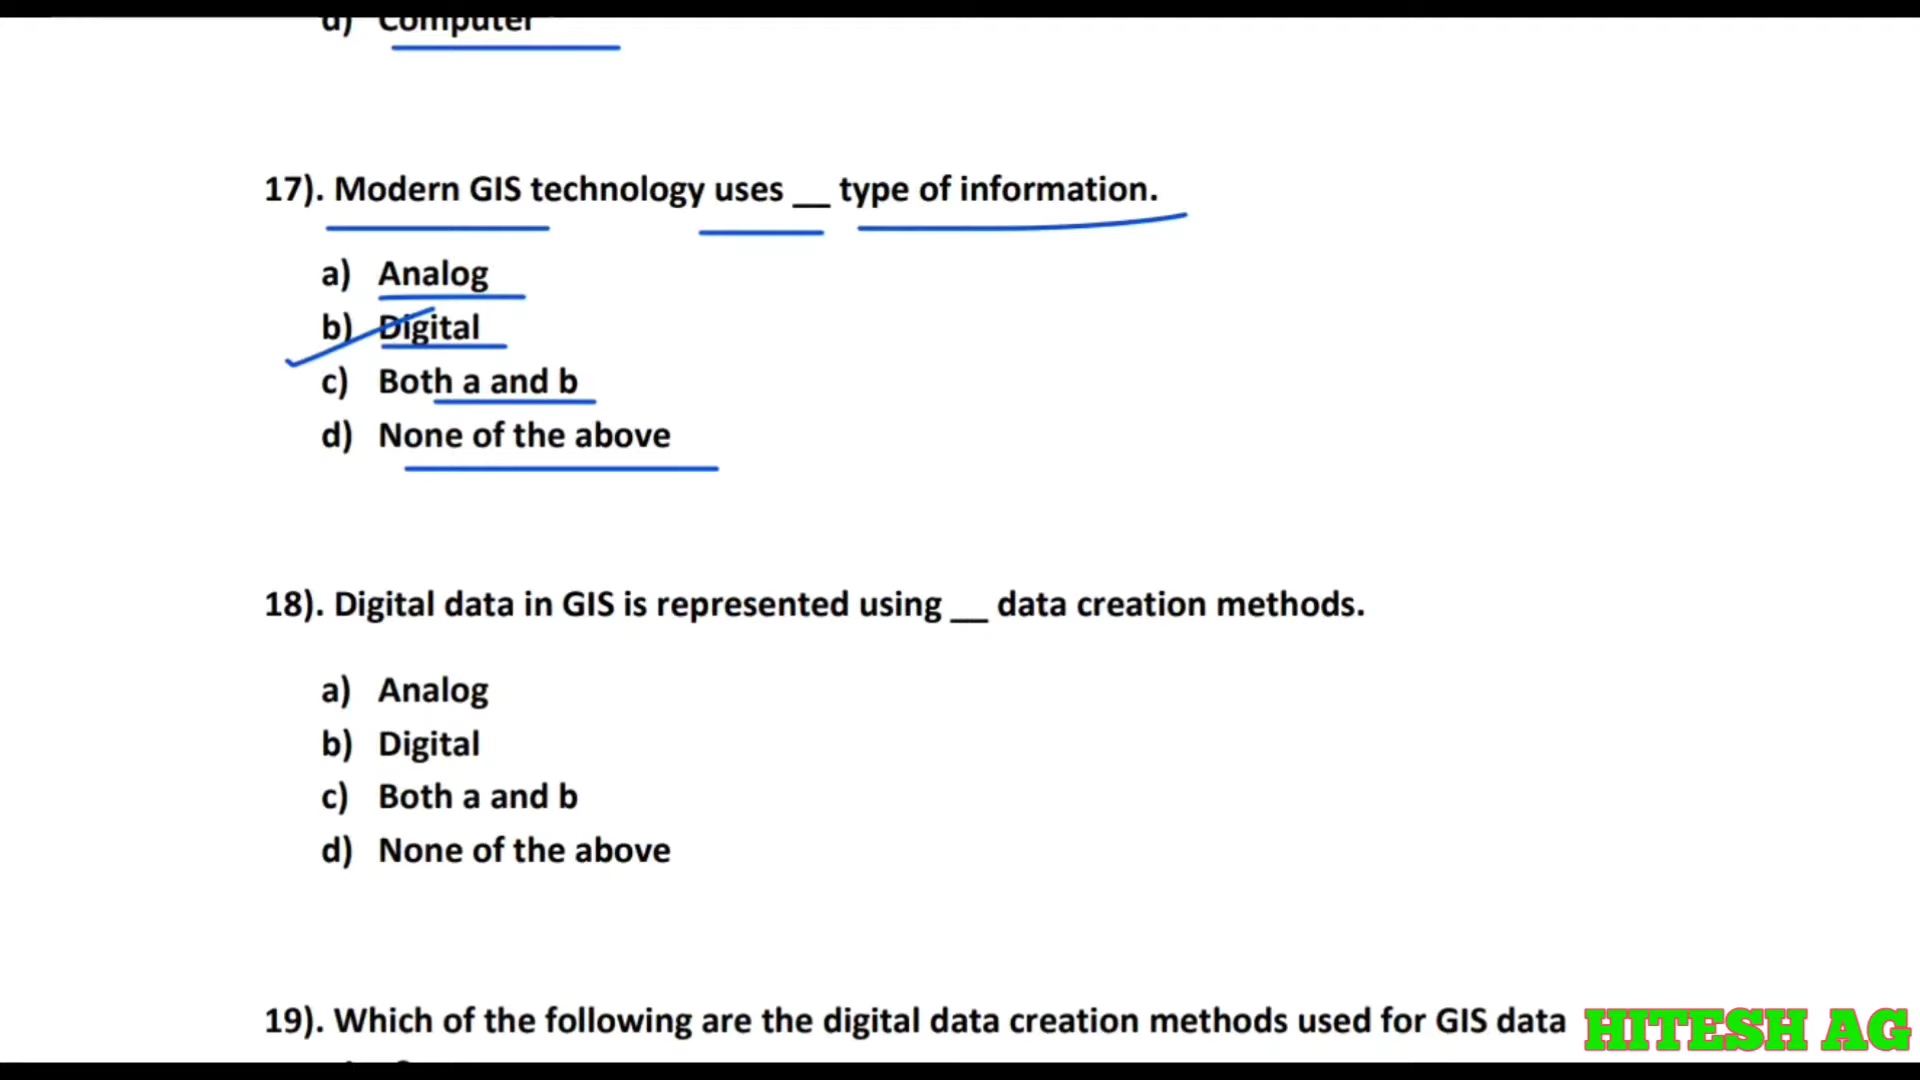 d) Computer
17). Modern GIS technology uses __ type of information.
a) Analog
b) Digital
c) Both a and b
d) None of the above
18). Digital data in GIS is represented using __ data creation methods.
a) Analog
b) Digital
c) Both a and b
d) None of the above
19). Which of the following are the digital data creation methods used for GIS data
HITESH AG